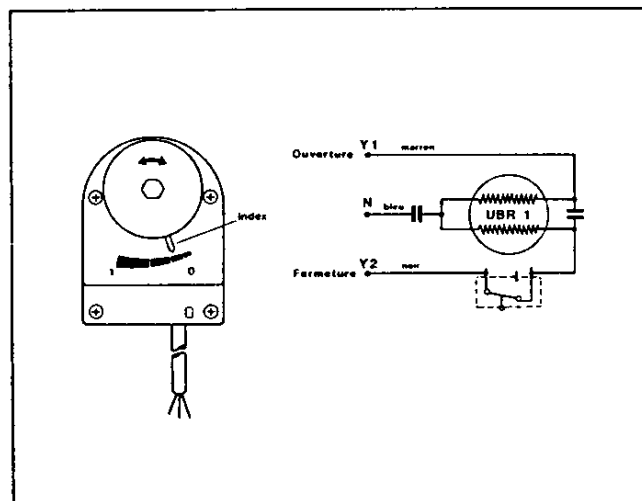 Ouverture Y1 marron
index
N bleu
UBR 1
1 0
Fermeture Y2 noir